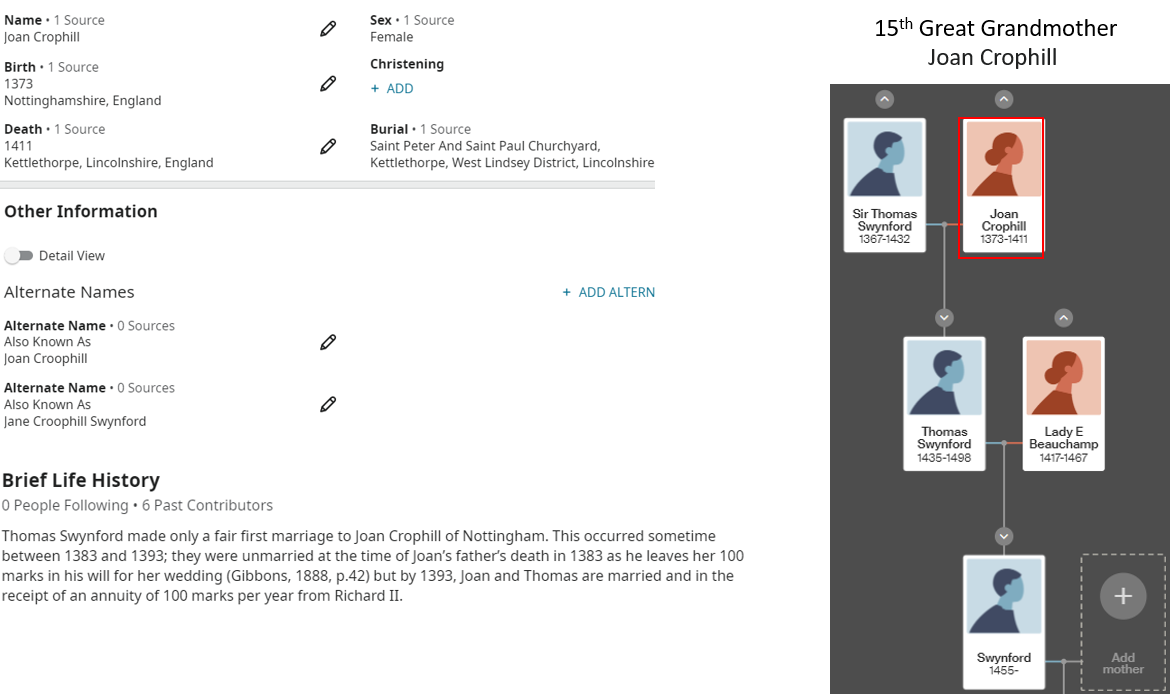 Name • 1 Source
Joan Crophill
Sex • 1 Source
Female
Birth • 1 Source
1373
Nottinghamshire, England
Christening
+ ADD
Death • 1 Source
1411
Kettlethorpe, Lincolnshire, England
Burial • 1 Source
Saint Peter And Saint Paul Churchyard,
Kettlethorpe, West Lindsey District, Lincolnshire
Other Information
Detail View
Alternate Names
+ ADD ALTERN
Alternate Name • 0 Sources
Also Known As
Joan Croophill
Alternate Name • 0 Sources
Also Known As
Jane Croophill Swynford
Brief Life History
0 People Following • 6 Past Contributors
Thomas Swynford made only a fair first marriage to Joan Crophill of Nottingham. This occurred sometime
between 1383 and 1393; they were unmarried at the time of Joan’s father’s death in 1383 as he leaves her 100
marks in his will for her wedding (Gibbons, 1888, p.42) but by 1393, Joan and Thomas are married and in the
receipt of an annuity of 100 marks per year from Richard II.
15th Great Grandmother
Joan Crophill
Sir Thomas
Swynford
1367-1432
Joan
Crophill
1373-1411
Thomas
Swynford
1435-1498
Lady E
Beauchamp
1417-1467
Swynford
1455-
Add
mother